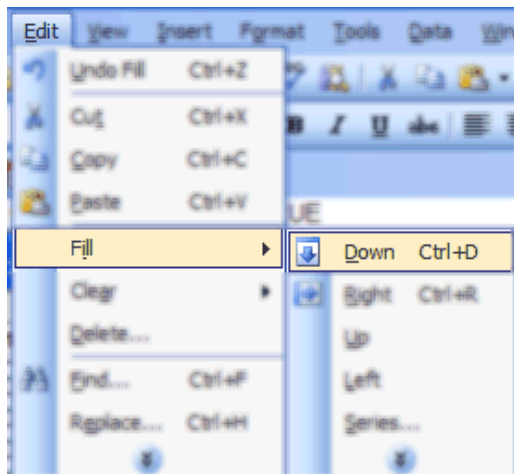 Edit View Insert Format Tools Data Win
Undo Fill Ctrl+Z
Cut Ctrl+X
Copy Ctrl+C
Paste Ctrl+V
UE
Fill
Down Ctrl+D
Clear
Right Ctrl+R
Delete...
Up
Left
Find... Ctrl+F
Replace... Ctrl+H
Series...